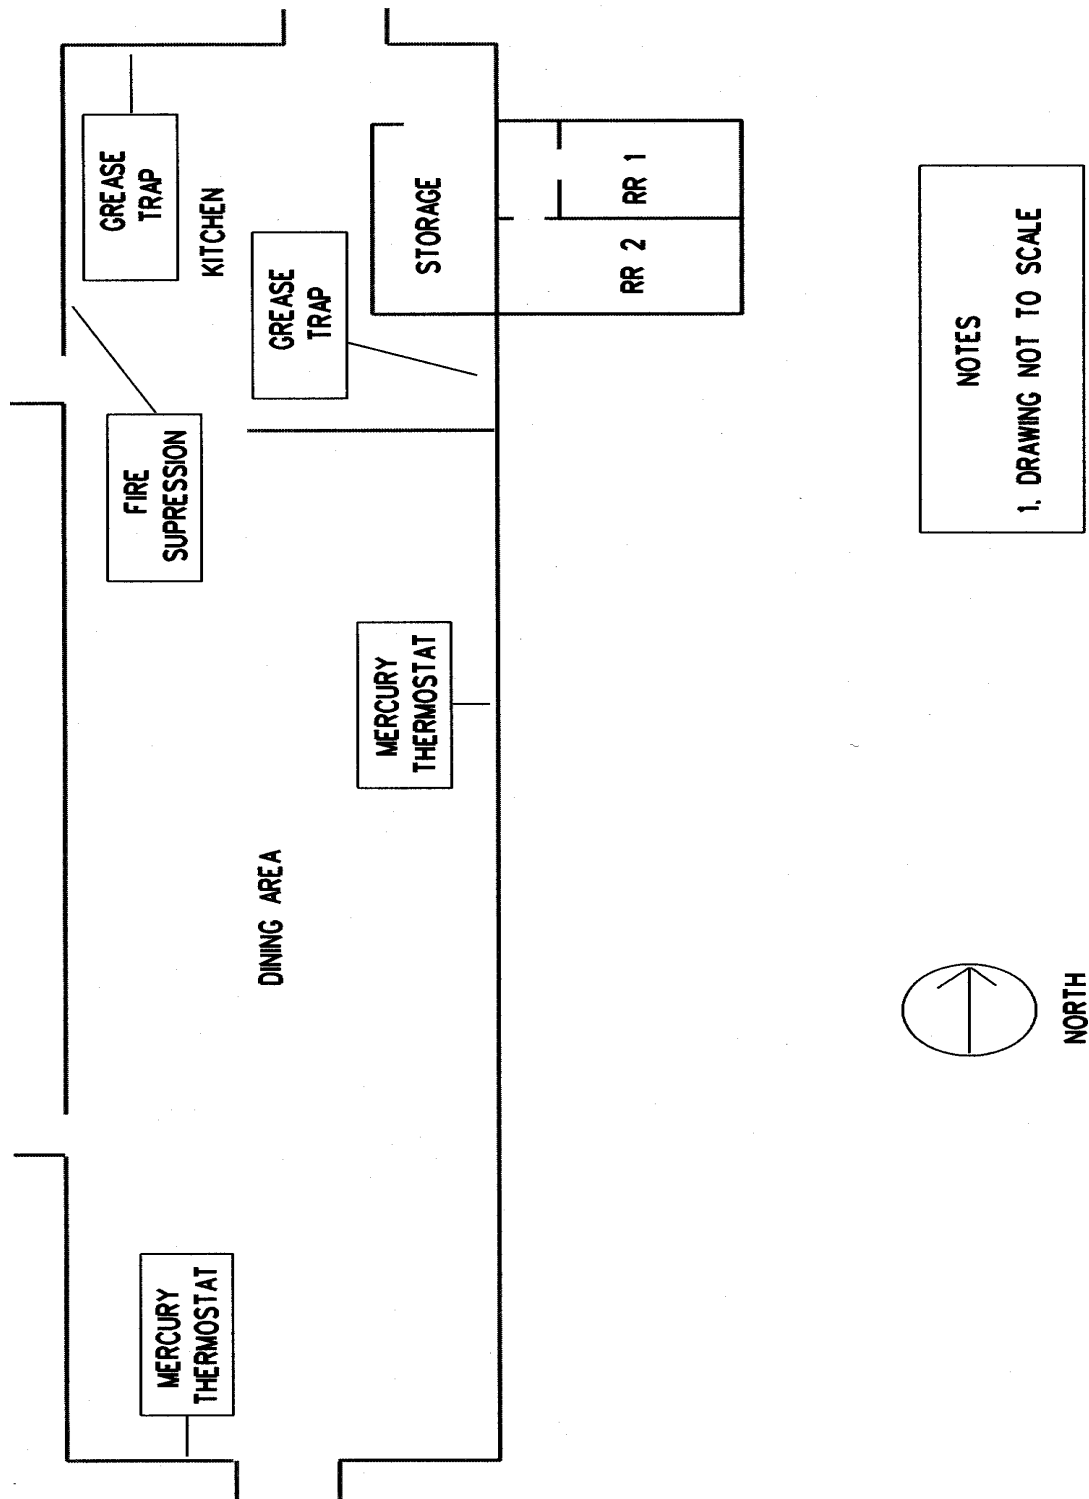 MERCURY
THERMOSTAT
FIRE
SUPRESSION
GREASE
TRAP
KITCHEN
DINING AREA
GREASE
TRAP
MERCURY
THERMOSTAT
STORAGE
RR 2
RR 1
NOTES
1. DRAWING NOT TO SCALE
NORTH